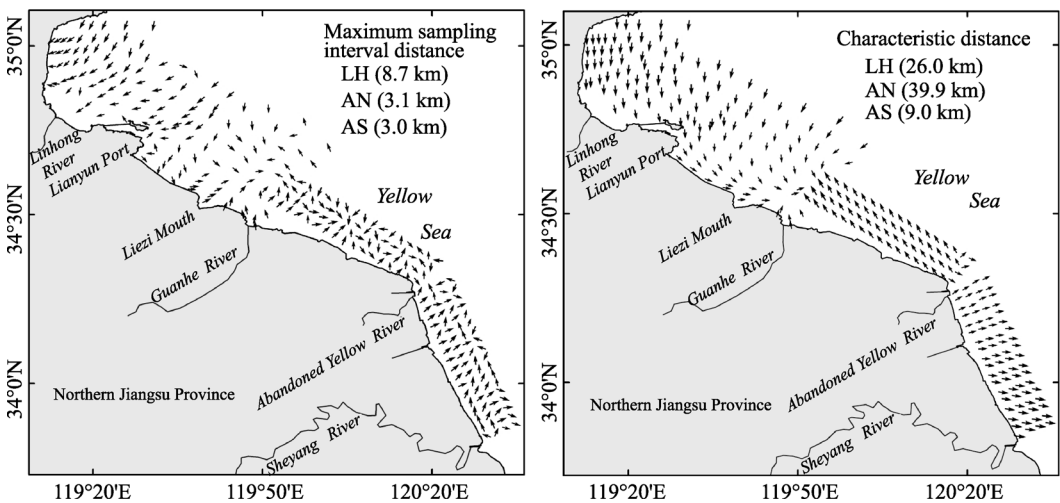 35°0'N
34°30'N
34°0'N
Maximum sampling
interval distance
LH (8.7 km)
AN (3.1 km)
AS (3.0 km)
Linhong
River
Lianyun Port
Yellow
Sea
Liezi Mouth
Guanhe River
Abandoned Yellow River
Northern Jiangsu Province
Sheyang River
119°20'E
119°50'E
120°20'E
35°0'N
34°30'N
34°0'N
Characteristic distance
LH (26.0 km)
AN (39.9 km)
AS (9.0 km)
Linhong
River
Lianyun Port
Yellow
Sea
Liezi Mouth
Guanhe River
Abandoned Yellow River
Northern Jiangsu Province
Sheyang River
119°20'E
119°50'E
120°20'E